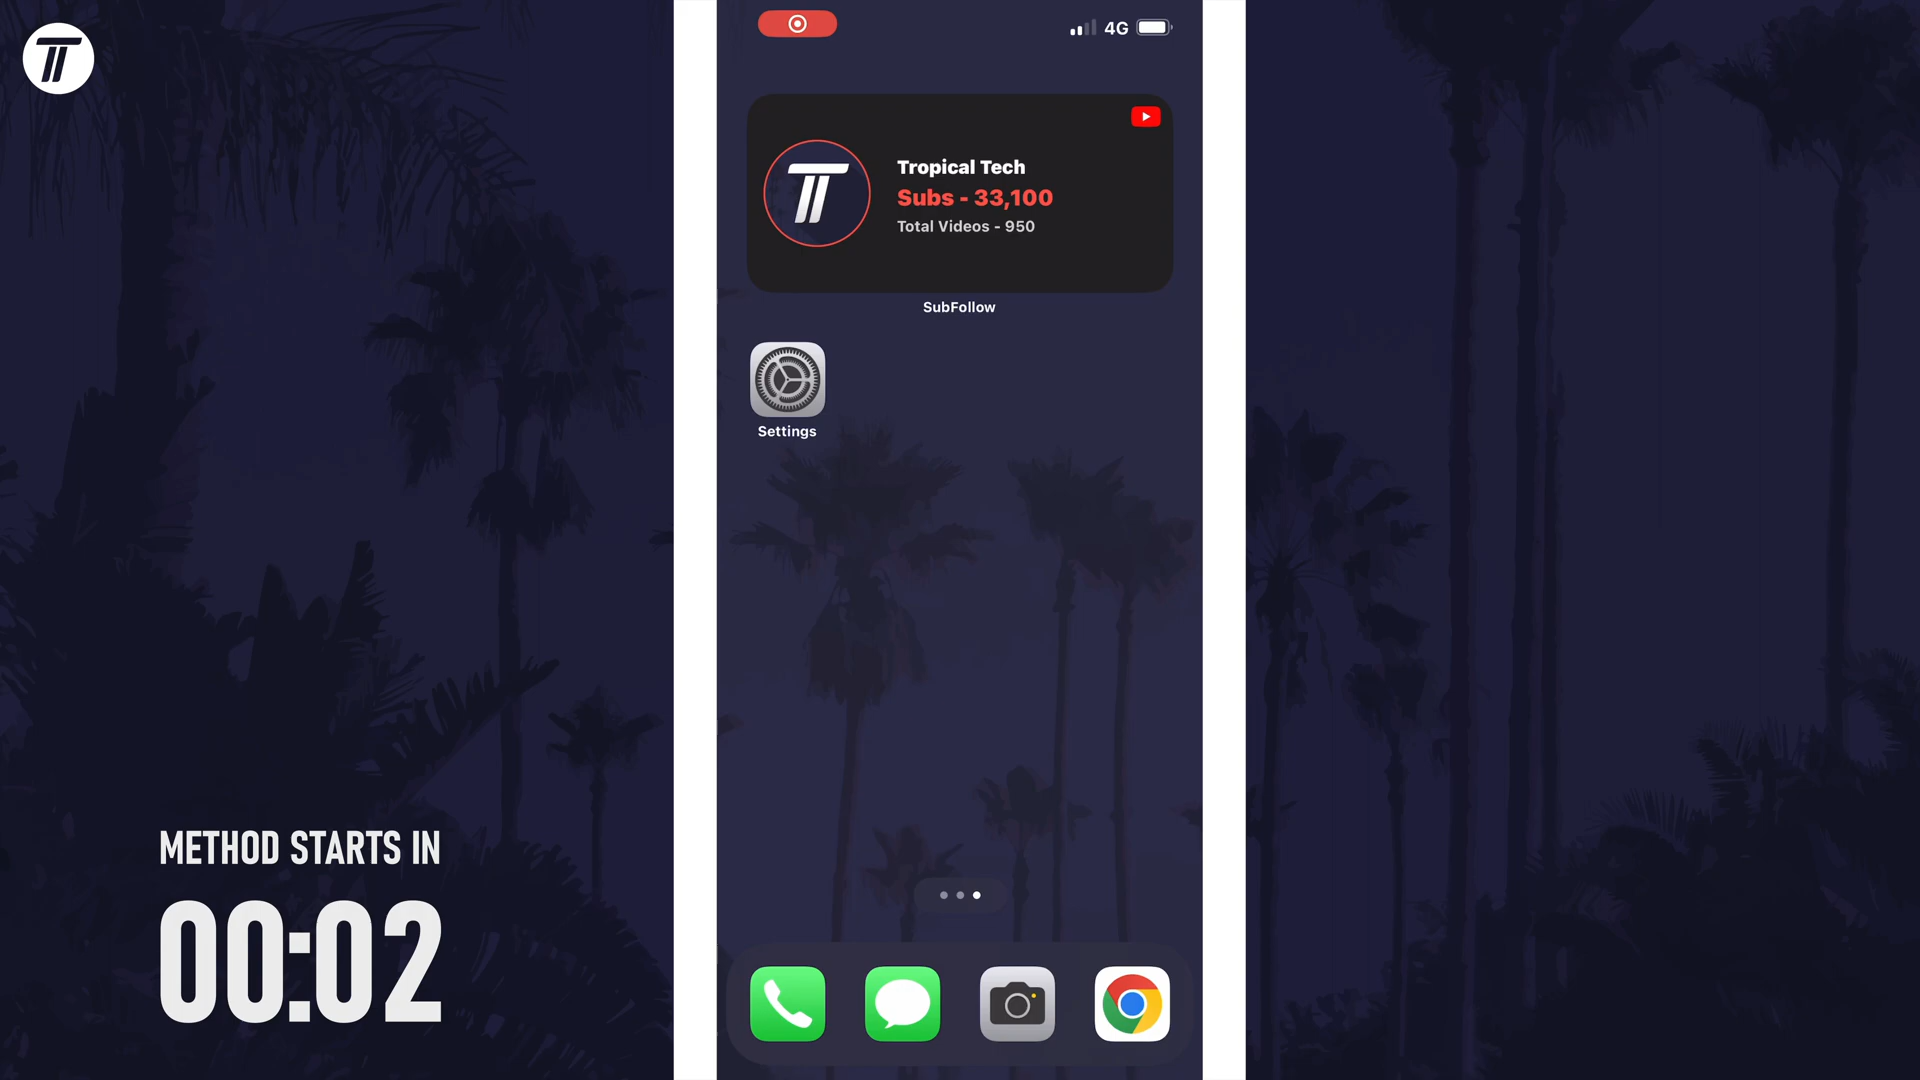 4G
Tropical Tech
Subs - 33,100
Total Videos - 950
SubFollow
Settings
METHOD STARTS IN
00:02